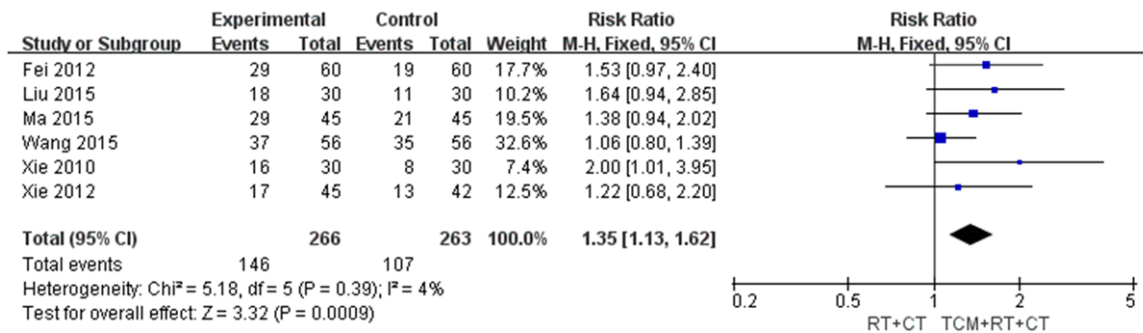 Experimental Control Risk Ratio Risk Ratio
Study or Subgroup Events Total Events Total Weight M-H, Fixed, 95% CI M-H, Fixed, 95% CI
Fei 2012 29 60 19 60 17.7% 1.53 [0.97, 2.40]
Liu 2015 18 30 11 30 10.2% 1.64 [0.94, 2.85]
Ma 2015 29 45 21 45 19.5% 1.38 [0.94, 2.02]
Wang 2015 37 56 35 56 32.6% 1.06 [0.80, 1.39]
Xie 2010 16 30 8 30 7.4% 2.00 [1.01, 3.95]
Xie 2012 17 45 13 42 12.5% 1.22 [0.68, 2.20]
Total (95% CI) 266 263 100.0% 1.35 [1.13, 1.62]
Total events 146 107
Heterogeneity: Chi² = 5.18, df = 5 (P = 0.39); I² = 4%
Test for overall effect: Z = 3.32 (P = 0.0009)
0.2 0.5 1 2 5
RT+CT TCM+RT+CT